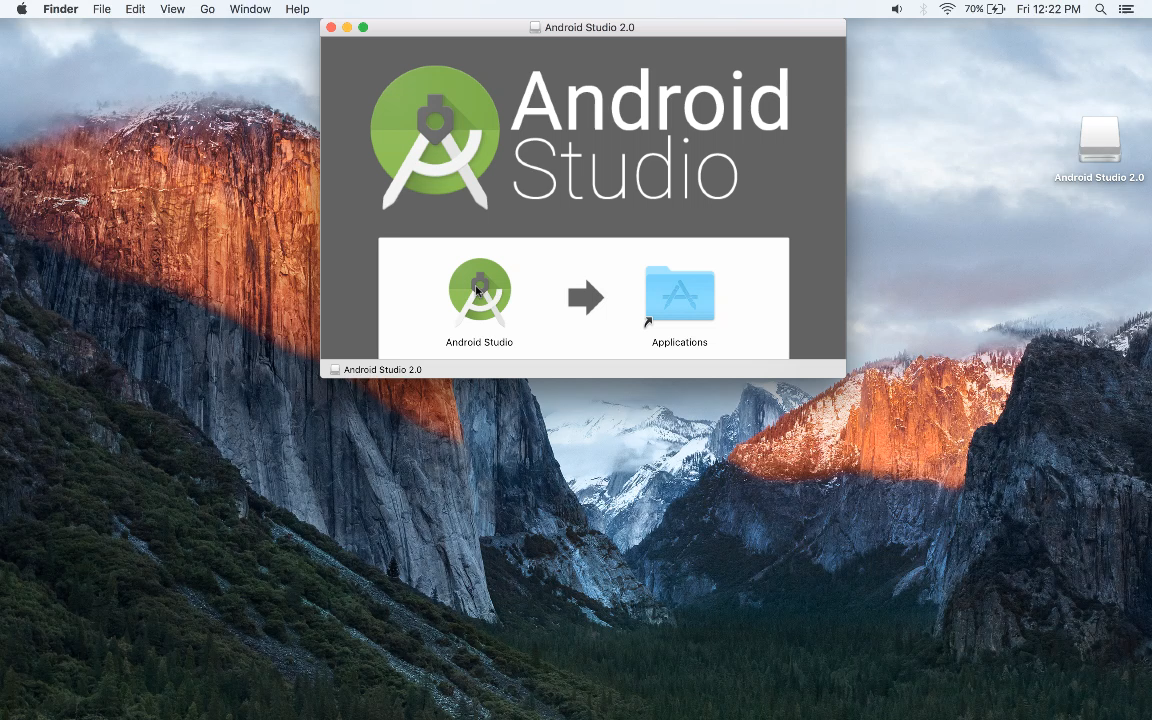 Finder File Edit View Go Window Help 70% Fri 12:22 PM
Android Studio 2.0
Android
Studio
Android Studio 2.0
Android Studio Applications
Android Studio 2.0